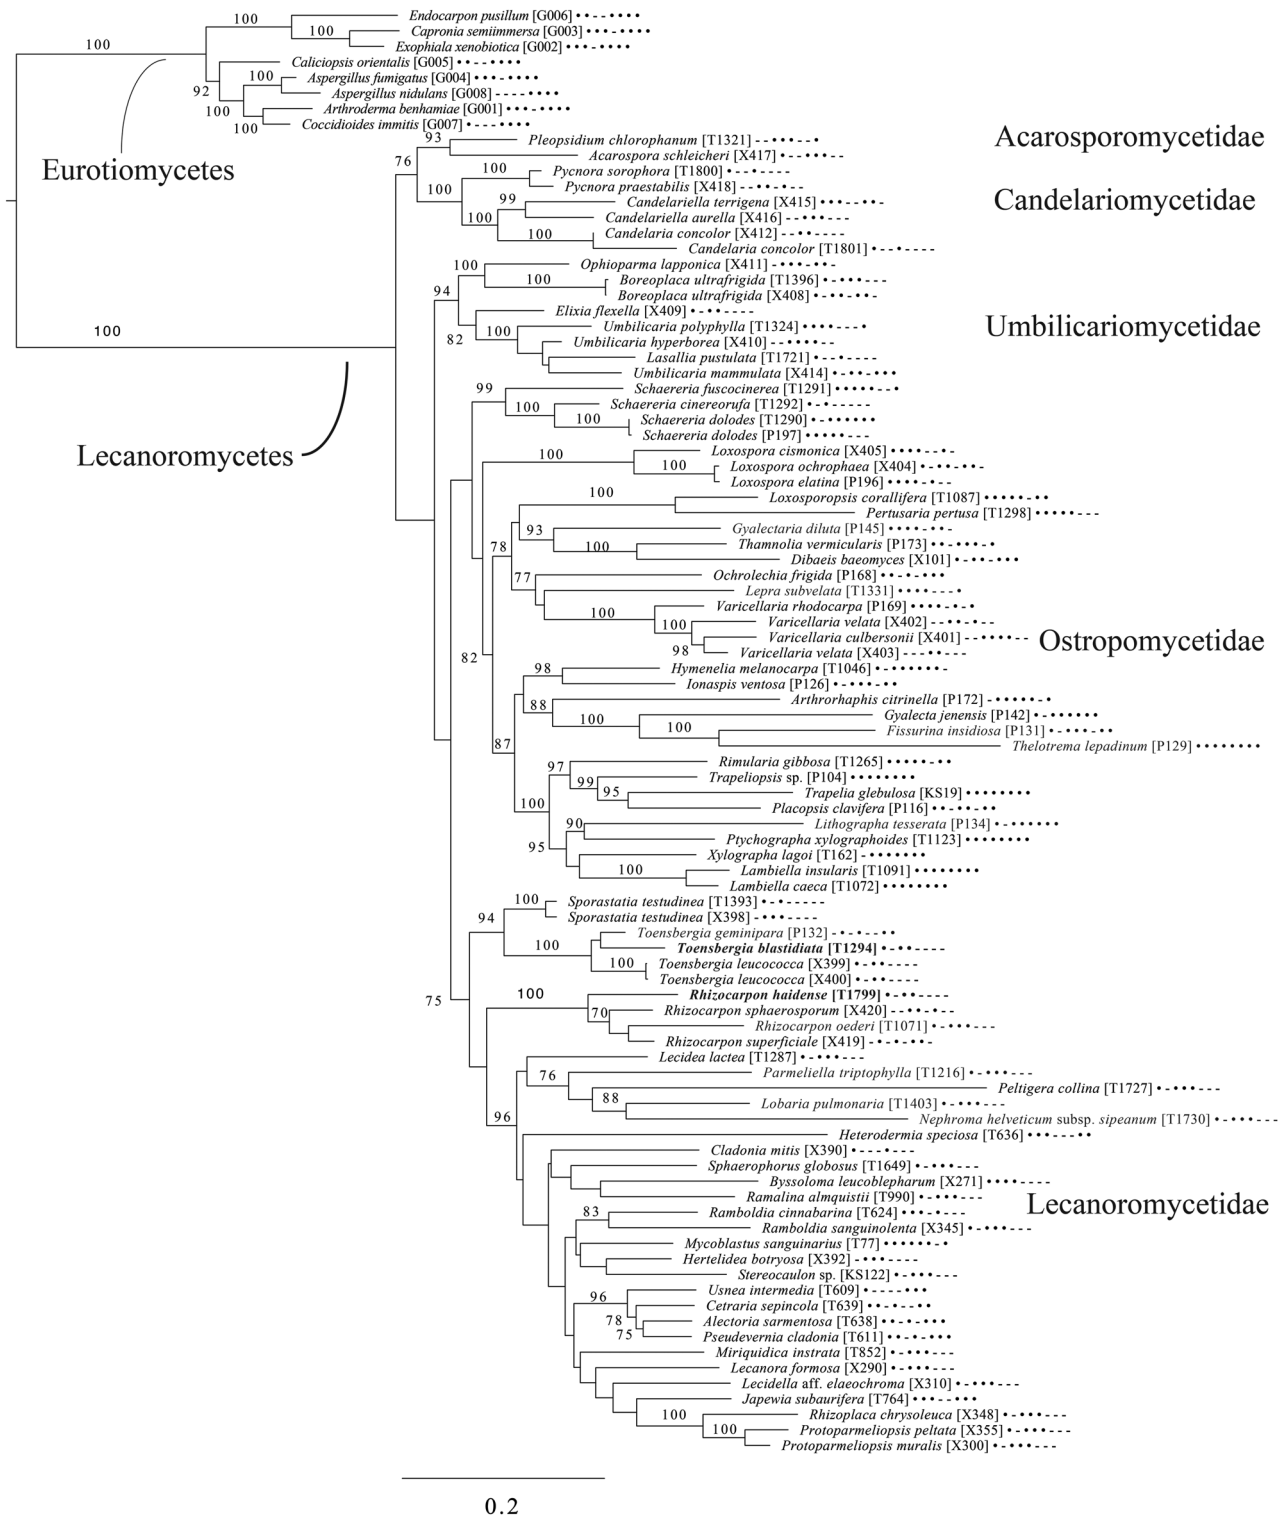 Endocarpon pusillum [G006]
100
Capronia semiimmersa [G003]
100
Exophiala xenobiotica [G002]
100
Caliciopsis orientalis [G005]
Aspergillus fumigatus [G004]
100
92
Aspergillus nidulans [G008]
Arthroderma benhamiae [G001]
100
Coccidioides immitis [G007]
100
Eurotiomycetes
93
Pleopsidium chlorophanum [T1321]
Acarosporomycetidae
Acarospora schleicheri [X417]
76
Pycnora sorophora [T1800]
100
Pycnora praestabilis [X418]
100
Candelariella terrigena [X415]
Candelariomycetidae
99
Candelariella aurella [X416]
100
Candelaria concolor [X412]
100
Candelaria concolor [T1801]
Ophioparma lapponica [X411]
100
Boreoplaca ultrafrigida [T1396]
100
Boreoplaca ultrafrigida [X408]
94
Elixia flexella [X409]
Umbilicaria polyphylla [T1324]
Umbilicariomycetidae
100
82
Umbilicaria hyperborea [X410]
100
Lasallia pustulata [T1721]
Umbilicaria mammulata [X414]
Schaereria fuscocinerea [T1291]
99
Schaereria cinereorufa [T1292]
100
Schaereria dolodes [T1290]
100
Schaereria dolodes [P197]
Lecanoromycetes
Loxospora cismonica [X405]
100
Loxospora ochrophaea [X404]
100
Loxospora elatina [P196]
Loxosporopsis corallifera [T1087]
100
Pertusaria pertusa [T1298]
Gyalectaria diluta [P145]
93
Thamnolia vermicularis [P173]
100
78
Dibaeis baeomyces [X101]
Ochrolechia frigida [P168]
77
Lepra subvelata [T1331]
Varicellaria rhodocarpa [P169]
100
Varicellaria velata [X402]
100
Varicellaria culbersonii [X401]
Ostropomycetidae
98
Varicellaria velata [X403]
82
Hymenelia melanocarpa [T1046]
98
Ionaspis ventosa [P126]
Arthrorhaphis citrinella [P172]
88
Gyalecta jenensis [P142]
100
Fissurina insidiosa [P131]
100
Thelotrema lepadinum [P129]
87
Rimularia gibbosa [T1265]
97
Trapeliopsis sp. [P104]
99
Trapelia glebulosa [KS19]
95
Placopsis clavifera [P116]
100
Lithographa tesserata [P134]
90
Ptychographa xylographoides [T1123]
95
Xylographa lagoi [T162]
Lambiella insularis [T1091]
100
Lambiella caeca [T1072]
Sporastatia testudinea [T1393]
100
Sporastatia testudinea [X398]
94
Toensbergia geminipara [P132]
Toensbergia blastidiata [T1294]
100
Toensbergia leucococca [X399]
100
Toensbergia leucococca [X400]
75
Rhizocarpon haidense [T1799]
100
Rhizocarpon sphaerosporum [X420]
70
Rhizocarpon oederi [T1071]
Rhizocarpon superficiale [X419]
Lecidea lactea [T1287]
Parmeliella triptophylla [T1216]
76
Peltigera collina [T1727]
88
Lobaria pulmonaria [T1403]
96
Nephroma helveticum subsp. sipeanum [T1730]
Heterodermia speciosa [T636]
Cladonia mitis [X390]
Sphaerophorus globosus [T1649]
Byssoloma leucoblepharum [X271]
Ramalina almquistii [T990]
Lecanoromycetidae
83
Ramboldia cinnabarina [T624]
Ramboldia sanguinolenta [X345]
Mycoblastus sanguinarius [T77]
Hertelidea botryosa [X392]
Stereocaulon sp. [KS122]
Usnea intermedia [T609]
96
Cetraria sepincola [T639]
78
Alectoria sarmentosa [T638]
75
Pseudevernia cladonia [T611]
Miriquidica instrata [T852]
Lecanora formosa [X290]
Lecidella aff. elaeochroma [X310]
Japewia subaurifera [T764]
100
Rhizoplaca chrysoleuca [X348]
100
Protoparmeliopsis peltata [X355]
Protoparmeliopsis muralis [X300]
0.2